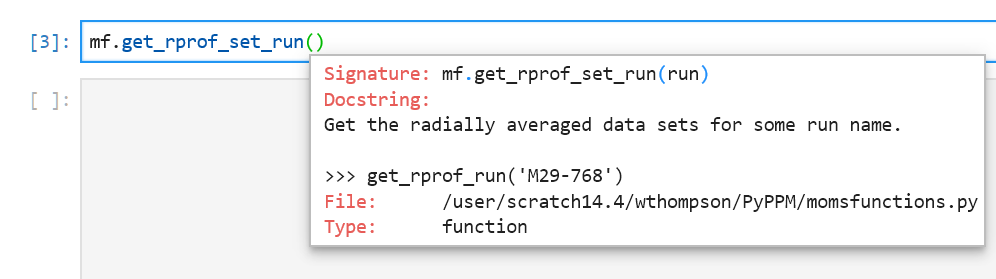 [3]: mf.get_rprof_set_run()
Signature: mf.get_rprof_set_run(run)
[ ]: Docstring:
Get the radially averaged data sets for some run name.
>>> get_rprof_run('M29-768')
File: /user/scratch14.4/wthompson/PyPPM/momsfunctions.py
Type: function